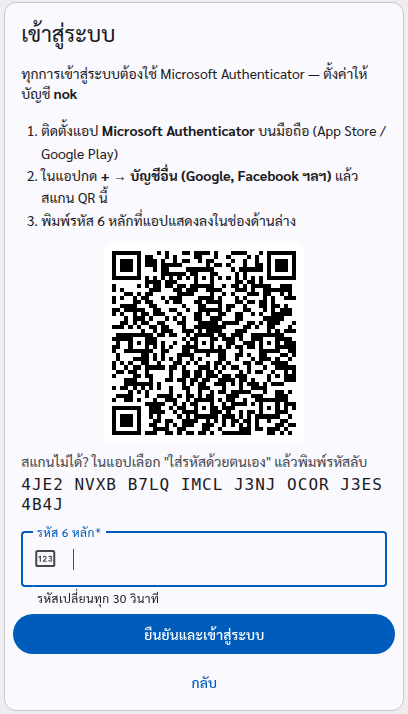 เข้าสู่ระบบ
ทุกการเข้าสู่ระบบต้องใช้ Microsoft Authenticator — ตั้งค่าให้
บัญชี nok
1. ติดตั้งแอป Microsoft Authenticator บนมือถือ (App Store /
Google Play)
2. ในแอปกด + → บัญชีอื่น (Google, Facebook ฯลฯ) แล้ว
สแกน QR นี้
3. พิมพ์รหัส 6 หลักที่แอปแสดงลงในช่องด้านล่าง
สแกนไม่ได้? ในแอปเลือก "ใส่รหัสด้วยตนเอง" แล้วพิมพ์รหัสลับ
4JE2 NVXB B7LQ IMCL J3NJ OCOR J3ES
4B4J
รหัส 6 หลัก*
123
รหัสเปลี่ยนทุก 30 วินาที
ยืนยันและเข้าสู่ระบบ
กลับ